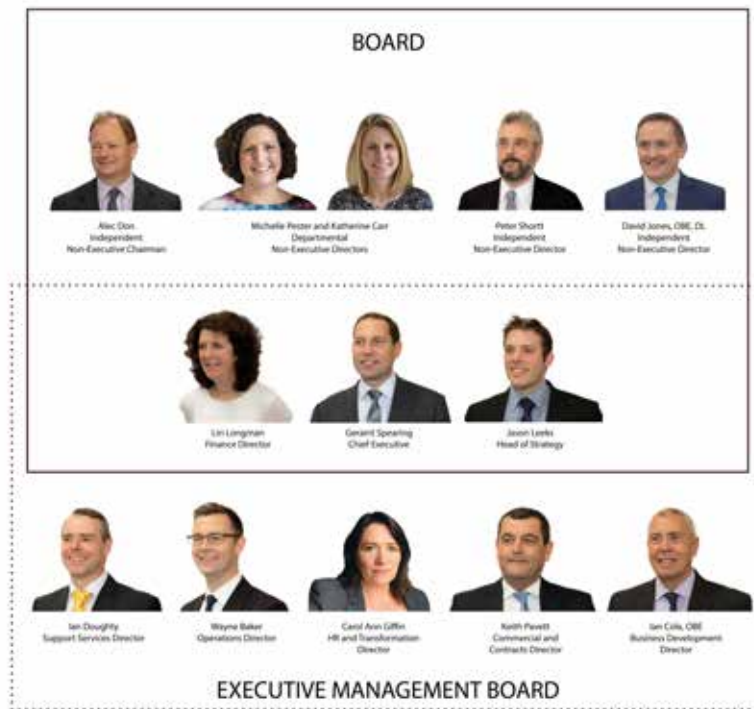 BOARD
Alec Don
Independent
Non-Executive Chairman
Michelle Pester and Katherine Carr
Departmental
Non-Executive Directors
Peter Shortt
Independent
Non-Executive Director
David Jones, OBE, DL
Independent
Non-Executive Director
Lin Longman
Finance Director
Geraint Spearing
Chief Executive
Jason Leeks
Head of Strategy
Ian Doughty
Support Services Director
Wayne Baker
Operations Director
Carol Ann Giffin
HR and Transformation
Director
Keith Pavett
Commercial and
Contracts Director
Ian Cole, OBE
Business Development
Director
EXECUTIVE MANAGEMENT BOARD